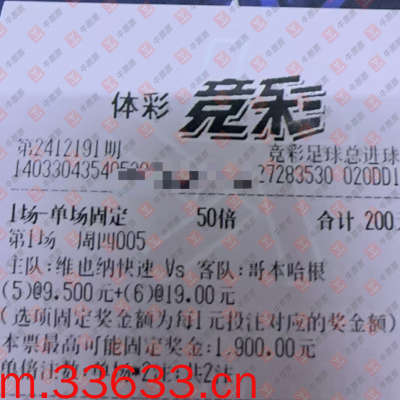 体彩 竞彩
第2412191期 竞彩足球总进球
14033043540 27283530 020DD1
1场-单场固定 50倍 合计 200
第1场 周四005
主队:维也纳快速 Vs 客队:哥本哈根
(5)@9.500元+(6)@19.00元
(选项固定奖金额为每1元投注对应的奖金额)
本票最高可能固定奖金:1,900.00元
m.33633.cn